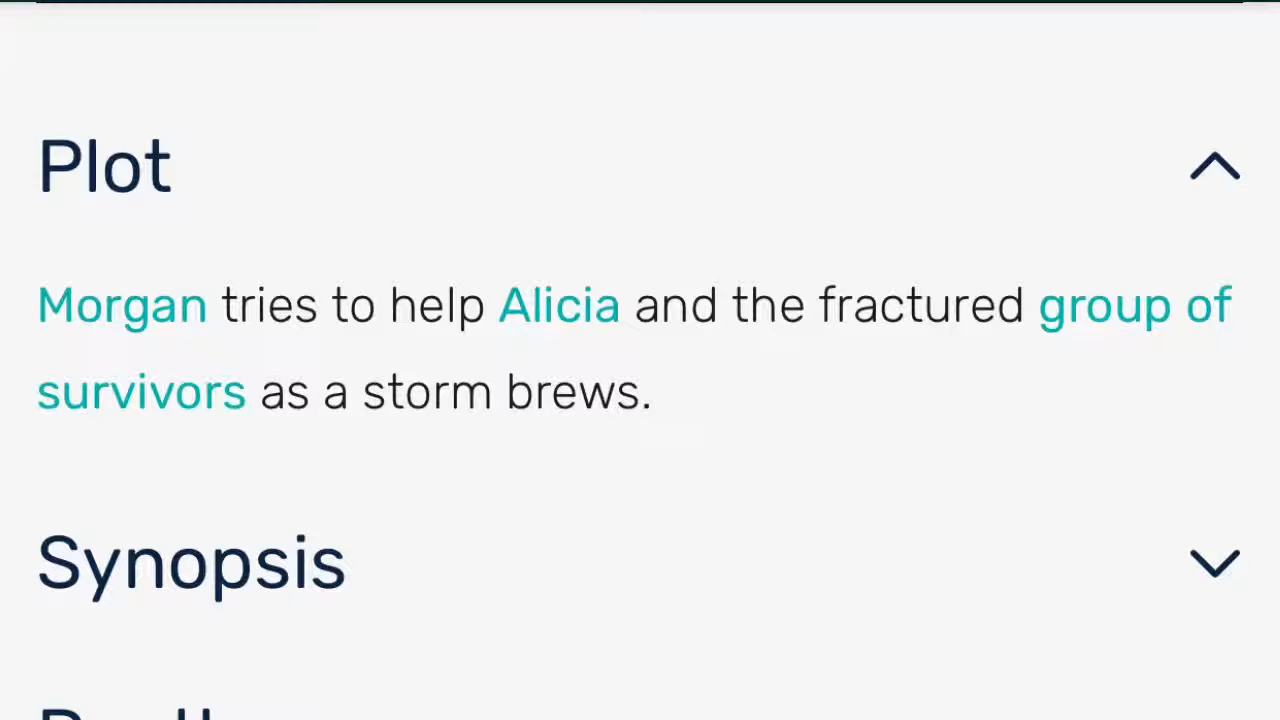 Plot
Morgan tries to help Alicia and the fractured group of
survivors as a storm brews.
Synopsis